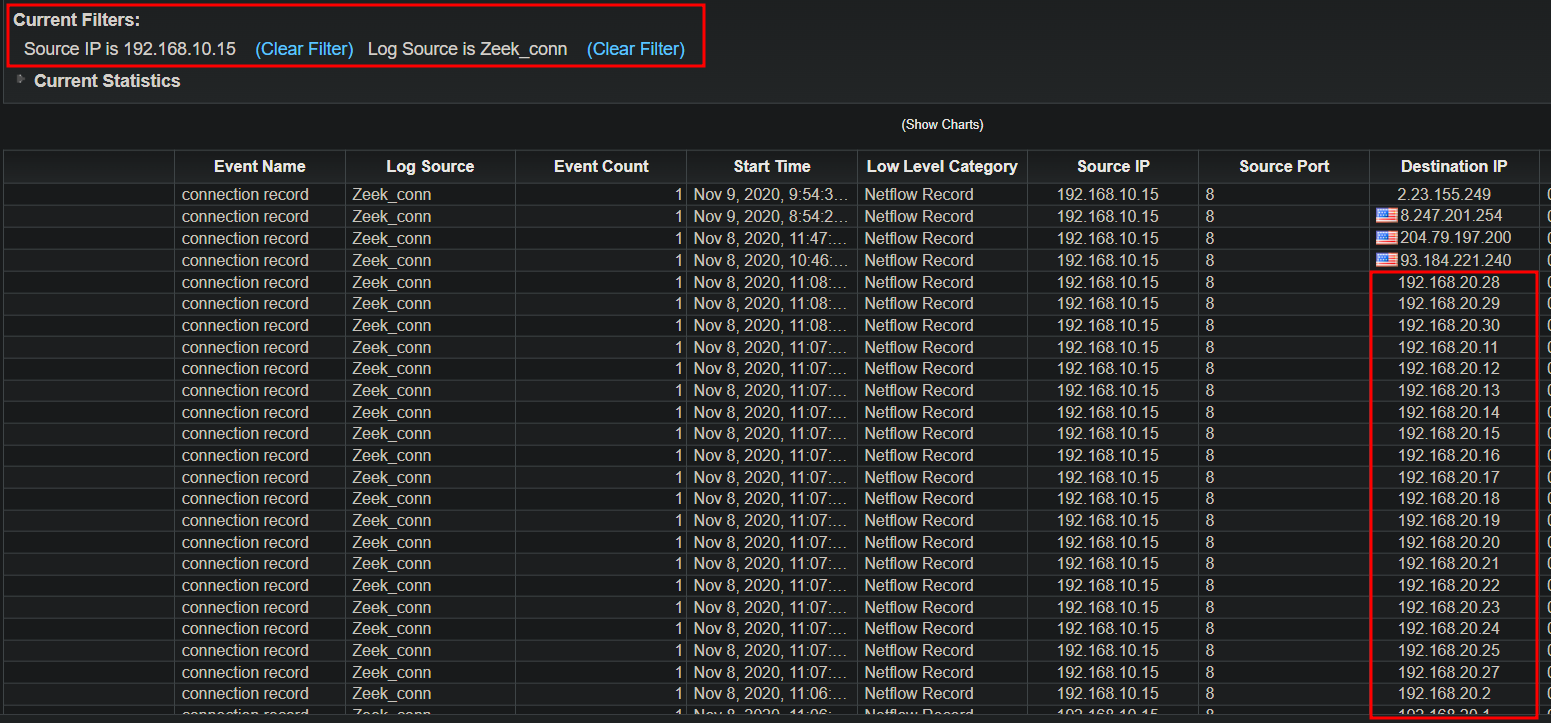 Current Filters:
Source IP is 192.168.10.15 (Clear Filter) Log Source is Zeek_conn (Clear Filter)
Current Statistics
(Show Charts)
Event Name Log Source Event Count Start Time Low Level Category Source IP Source Port Destination IP
connection record Zeek_conn 1 Nov 9, 2020, 9:54:3... Netflow Record 192.168.10.15 8 2.23.155.249
connection record Zeek_conn 1 Nov 9, 2020, 8:54:2... Netflow Record 192.168.10.15 8 8.247.201.254
connection record Zeek_conn 1 Nov 8, 2020, 11:47:... Netflow Record 192.168.10.15 8 204.79.197.200
connection record Zeek_conn 1 Nov 8, 2020, 10:46:... Netflow Record 192.168.10.15 8 93.184.221.240
connection record Zeek_conn 1 Nov 8, 2020, 11:08:... Netflow Record 192.168.10.15 8 192.168.20.28
connection record Zeek_conn 1 Nov 8, 2020, 11:08:... Netflow Record 192.168.10.15 8 192.168.20.29
connection record Zeek_conn 1 Nov 8, 2020, 11:08:... Netflow Record 192.168.10.15 8 192.168.20.30
connection record Zeek_conn 1 Nov 8, 2020, 11:07:... Netflow Record 192.168.10.15 8 192.168.20.11
connection record Zeek_conn 1 Nov 8, 2020, 11:07:... Netflow Record 192.168.10.15 8 192.168.20.12
connection record Zeek_conn 1 Nov 8, 2020, 11:07:... Netflow Record 192.168.10.15 8 192.168.20.13
connection record Zeek_conn 1 Nov 8, 2020, 11:07:... Netflow Record 192.168.10.15 8 192.168.20.14
connection record Zeek_conn 1 Nov 8, 2020, 11:07:... Netflow Record 192.168.10.15 8 192.168.20.15
connection record Zeek_conn 1 Nov 8, 2020, 11:07:... Netflow Record 192.168.10.15 8 192.168.20.16
connection record Zeek_conn 1 Nov 8, 2020, 11:07:... Netflow Record 192.168.10.15 8 192.168.20.17
connection record Zeek_conn 1 Nov 8, 2020, 11:07:... Netflow Record 192.168.10.15 8 192.168.20.18
connection record Zeek_conn 1 Nov 8, 2020, 11:07:... Netflow Record 192.168.10.15 8 192.168.20.19
connection record Zeek_conn 1 Nov 8, 2020, 11:07:... Netflow Record 192.168.10.15 8 192.168.20.20
connection record Zeek_conn 1 Nov 8, 2020, 11:07:... Netflow Record 192.168.10.15 8 192.168.20.21
connection record Zeek_conn 1 Nov 8, 2020, 11:07:... Netflow Record 192.168.10.15 8 192.168.20.22
connection record Zeek_conn 1 Nov 8, 2020, 11:07:... Netflow Record 192.168.10.15 8 192.168.20.23
connection record Zeek_conn 1 Nov 8, 2020, 11:07:... Netflow Record 192.168.10.15 8 192.168.20.24
connection record Zeek_conn 1 Nov 8, 2020, 11:07:... Netflow Record 192.168.10.15 8 192.168.20.25
connection record Zeek_conn 1 Nov 8, 2020, 11:07:... Netflow Record 192.168.10.15 8 192.168.20.27
connection record Zeek_conn 1 Nov 8, 2020, 11:06:... Netflow Record 192.168.10.15 8 192.168.20.2